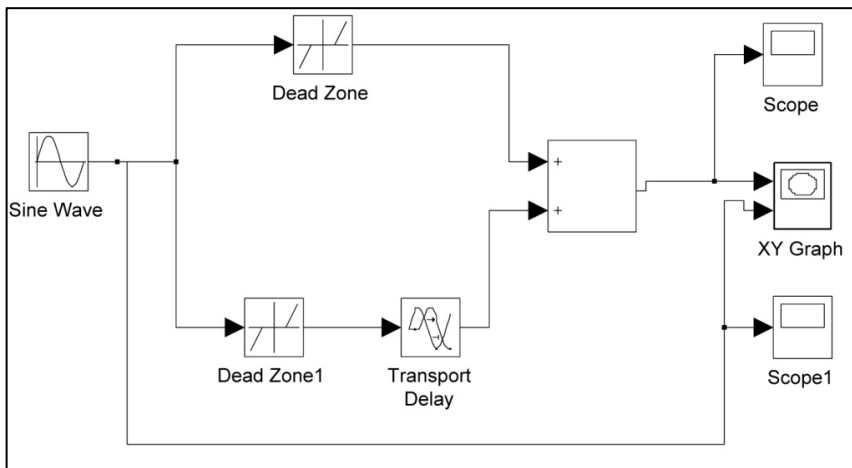 Dead Zone
Scope
Sine Wave
+
+
XY Graph
Dead Zone1
Transport
Delay
Scope1